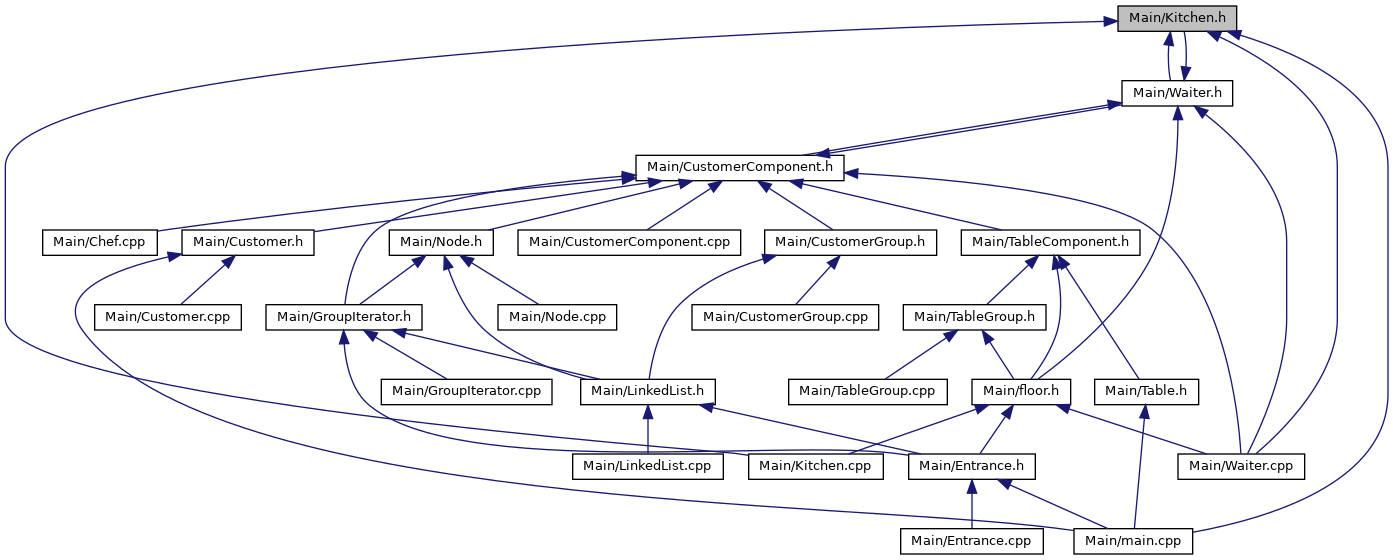 Main/Kitchen.h
Main/Waiter.h
Main/CustomerComponent.h
Main/Chef.cpp
Main/Customer.h
Main/Node.h
Main/CustomerComponent.cpp
Main/CustomerGroup.h
Main/TableComponent.h
Main/Customer.cpp
Main/GroupIterator.h
Main/Node.cpp
Main/CustomerGroup.cpp
Main/TableGroup.h
Main/GroupIterator.cpp
Main/LinkedList.h
Main/TableGroup.cpp
Main/floor.h
Main/Table.h
Main/LinkedList.cpp
Main/Kitchen.cpp
Main/Entrance.h
Main/Waiter.cpp
Main/Entrance.cpp
Main/main.cpp